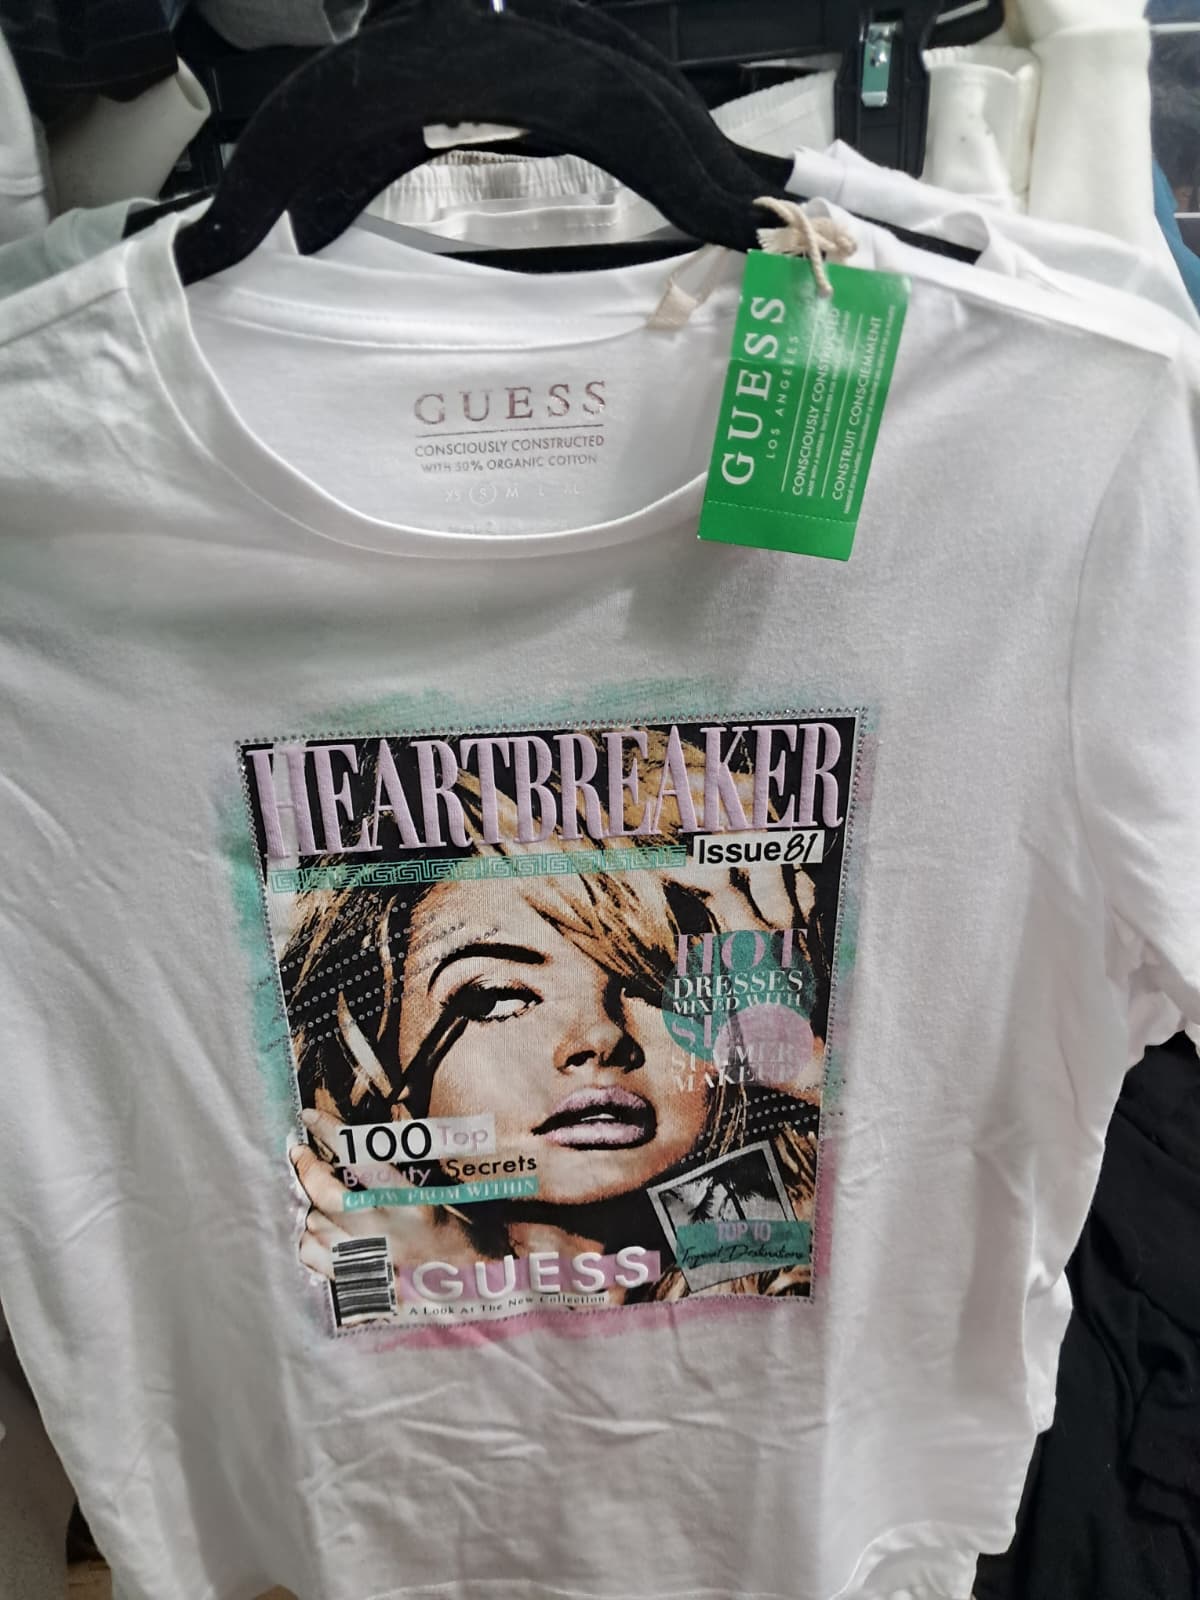 GUESS
CONSCIOUSLY CONSTRUCTED
WITH 50% ORGANIC COTTON
XS S M L XL
GUESS
LOS ANGELES
CONSCIOUSLY CONSTRUCTED
CONSTRUIT CONSCIEMMENT
HEARTBREAKER
Issue 81
HOT
DRESSES
MIXED WITH
SUMMER
MAKEUP
100 Top
Beauty Secrets
GLOW FROM WITHIN
TOP 10
Tropical Destinations
GUESS
A Look At The New Collection